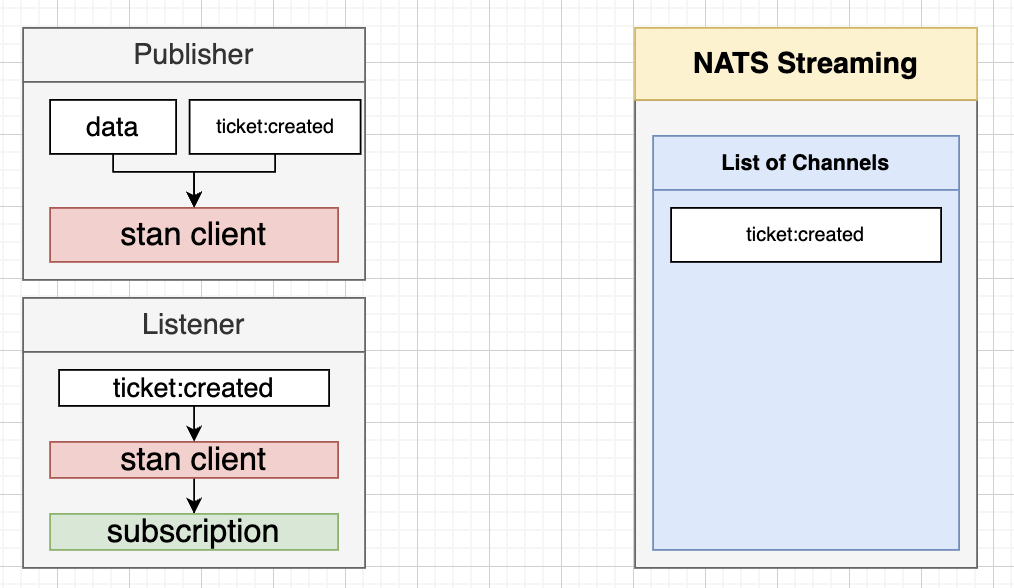 Publisher
data
ticket:created
stan client
Listener
ticket:created
stan client
subscription
NATS Streaming
List of Channels
ticket:created